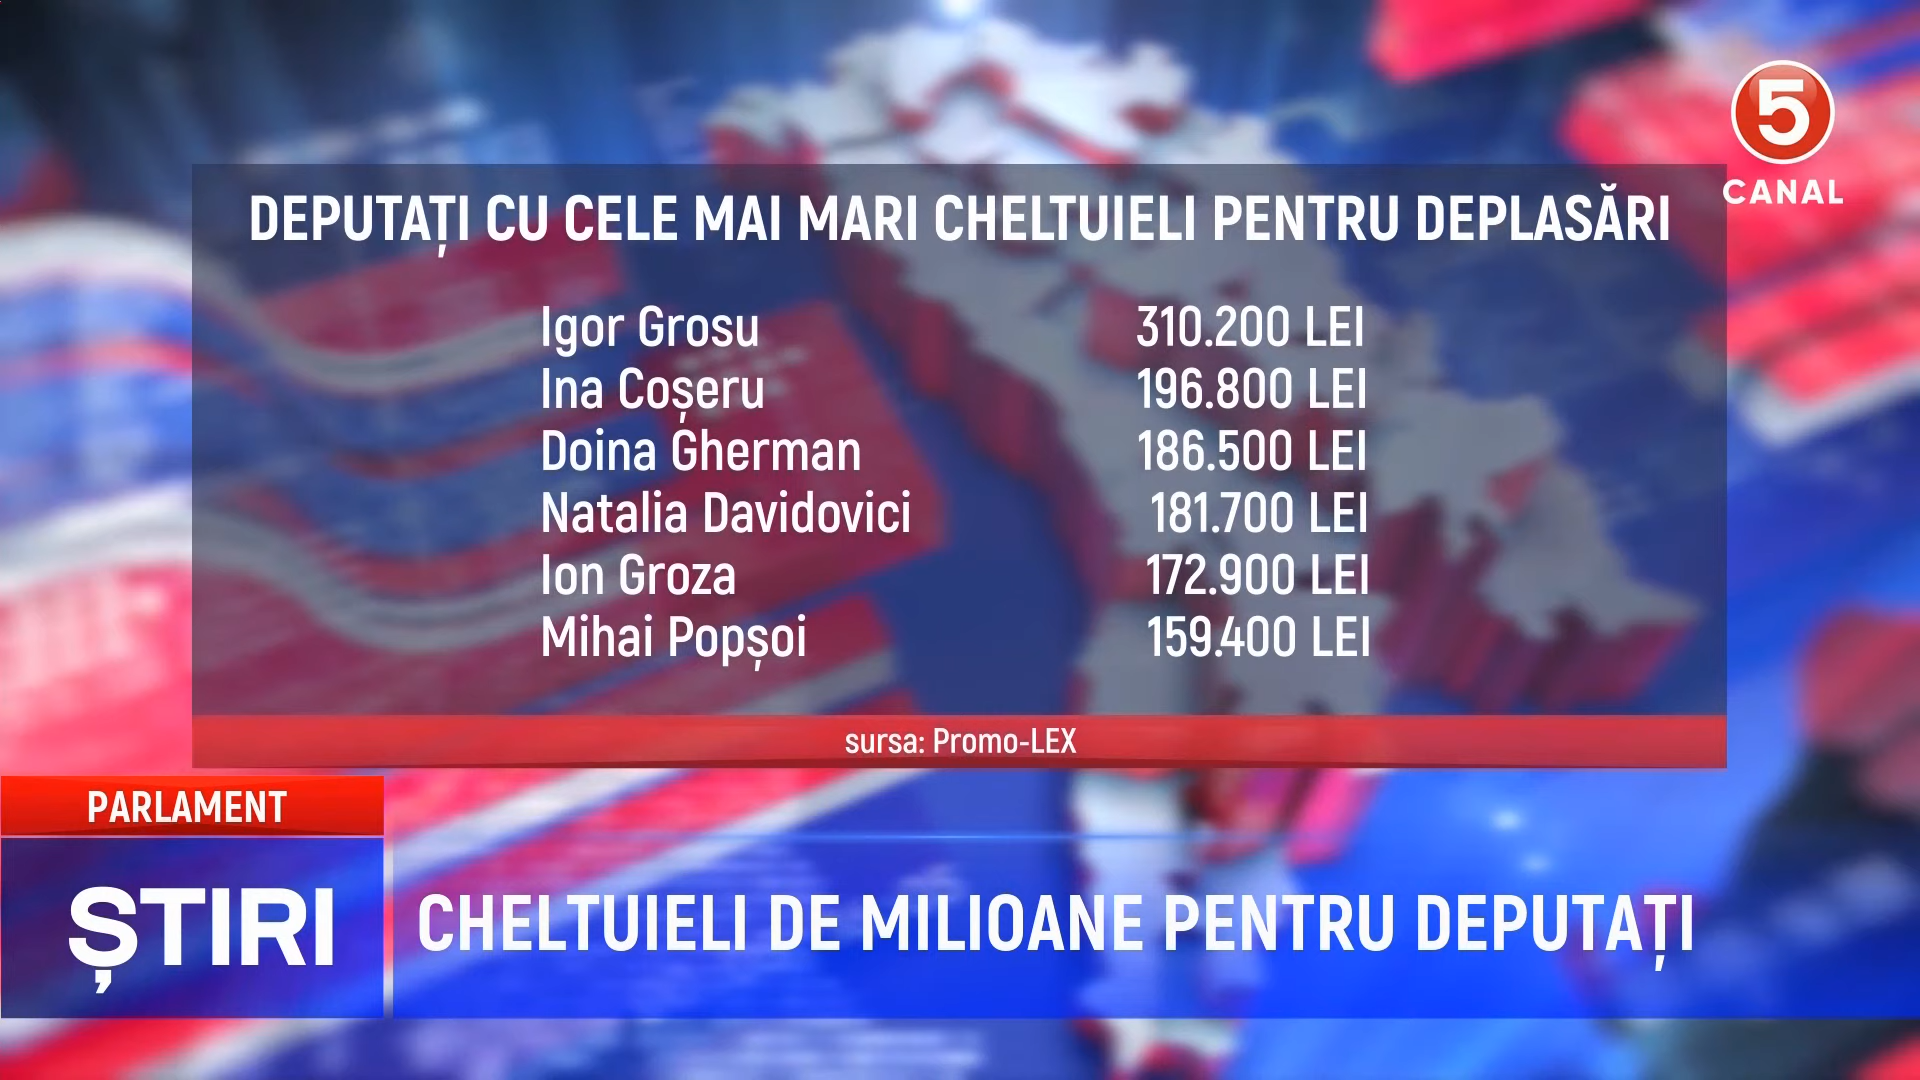 5
CANAL
DEPUTAȚI CU CELE MAI MARI CHELTUIELI PENTRU DEPLASĂRI
Igor Grosu 310.200 LEI
Ina Coșeru 196.800 LEI
Doina Gherman 186.500 LEI
Natalia Davidovici 181.700 LEI
Ion Groza 172.900 LEI
Mihai Popșoi 159.400 LEI
sursa: Promo-LEX
PARLAMENT
ȘTIRI
CHELTUIELI DE MILIOANE PENTRU DEPUTAȚI